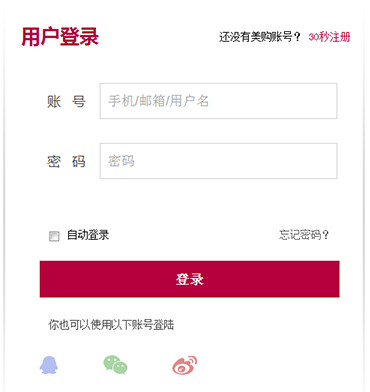 用户登录
还没有美购账号？ 30秒注册
账 号 手机/邮箱/用户名
密 码 密码
自动登录 忘记密码？
登录
你也可以使用以下账号登陆